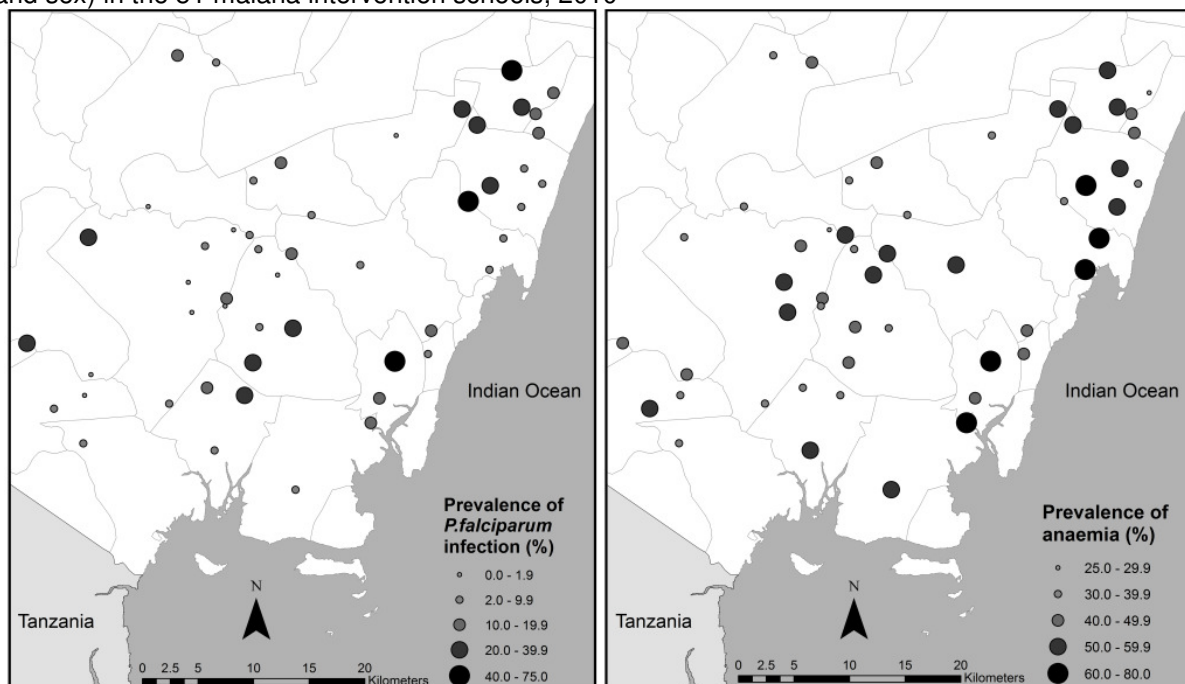 and sex) in the 51 malaria intervention schools, 2010
Indian Ocean
Prevalence of
P.falciparum
infection (%)
0.0 - 1.9
2.0 - 9.9
10.0 - 19.9
20.0 - 39.9
40.0 - 75.0
N
Tanzania
0 2.5 5 10 15 20
Kilometers
Indian Ocean
Prevalence of
anaemia (%)
25.0 - 29.9
30.0 - 39.9
40.0 - 49.9
50.0 - 59.9
60.0 - 80.0
N
Tanzania
0 2.5 5 10 15 20
Kilometers